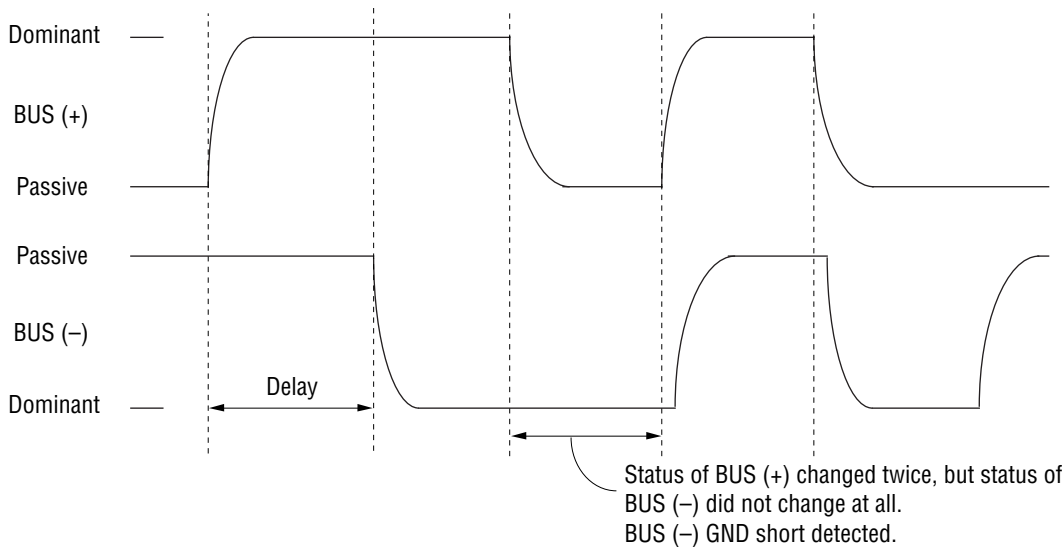 Dominant
BUS (+)
Passive
Passive
BUS (–)
Delay
Dominant
Status of BUS (+) changed twice, but status of
BUS (–) did not change at all.
BUS (–) GND short detected.